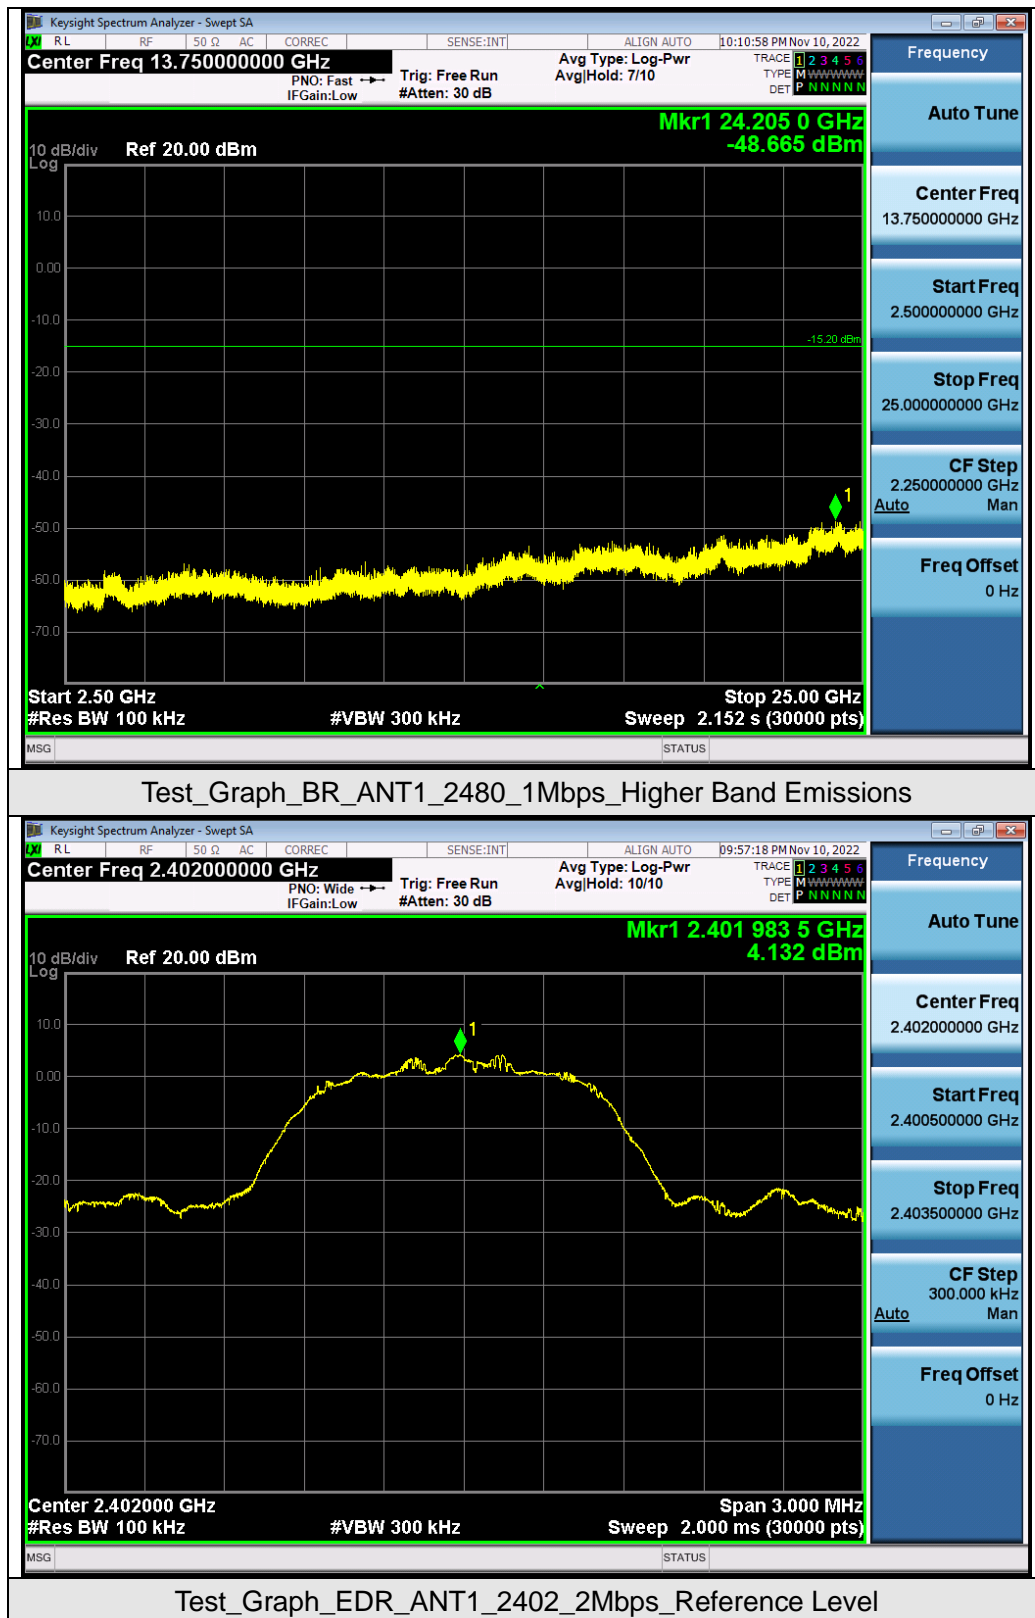 Keysight Spectrum Analyzer - Swept SA
LXI RL RF 50 Ω AC CORREC SENSE:INT ALIGN AUTO 10:10:58 PM Nov 10, 2022
Center Freq 13.750000000 GHz
PNO: Fast
IFGain:Low
Trig: Free Run
#Atten: 30 dB
Avg Type: Log-Pwr
Avg|Hold: 7/10
TRACE 1 2 3 4 5 6
TYPE M WWWWW
DET P N N N N N
Mkr1 24.205 0 GHz
-48.665 dBm
10 dB/div Ref 20.00 dBm
Log
10.0
0.00
-10.0
-15.20 dBm
-20.0
-30.0
-40.0
1
-50.0
-60.0
-70.0
Start 2.50 GHz Stop 25.00 GHz
#Res BW 100 kHz #VBW 300 kHz Sweep 2.152 s (30000 pts)
MSG STATUS
Frequency
Auto Tune
Center Freq
13.750000000 GHz
Start Freq
2.500000000 GHz
Stop Freq
25.000000000 GHz
CF Step
2.250000000 GHz
Auto Man
Freq Offset
0 Hz
Test_Graph_BR_ANT1_2480_1Mbps_Higher Band Emissions
Keysight Spectrum Analyzer - Swept SA
LXI RL RF 50 Ω AC CORREC SENSE:INT ALIGN AUTO 09:57:18 PM Nov 10, 2022
Center Freq 2.402000000 GHz
PNO: Wide
IFGain:Low
Trig: Free Run
#Atten: 30 dB
Avg Type: Log-Pwr
Avg|Hold: 10/10
TRACE 1 2 3 4 5 6
TYPE M WWWWW
DET P N N N N N
Mkr1 2.401 983 5 GHz
4.132 dBm
10 dB/div Ref 20.00 dBm
Log
10.0
1
0.00
-10.0
-20.0
-30.0
-40.0
-50.0
-60.0
-70.0
Center 2.402000 GHz Span 3.000 MHz
#Res BW 100 kHz #VBW 300 kHz Sweep 2.000 ms (30000 pts)
MSG STATUS
Frequency
Auto Tune
Center Freq
2.402000000 GHz
Start Freq
2.400500000 GHz
Stop Freq
2.403500000 GHz
CF Step
300.000 kHz
Auto Man
Freq Offset
0 Hz
Test_Graph_EDR_ANT1_2402_2Mbps_Reference Level